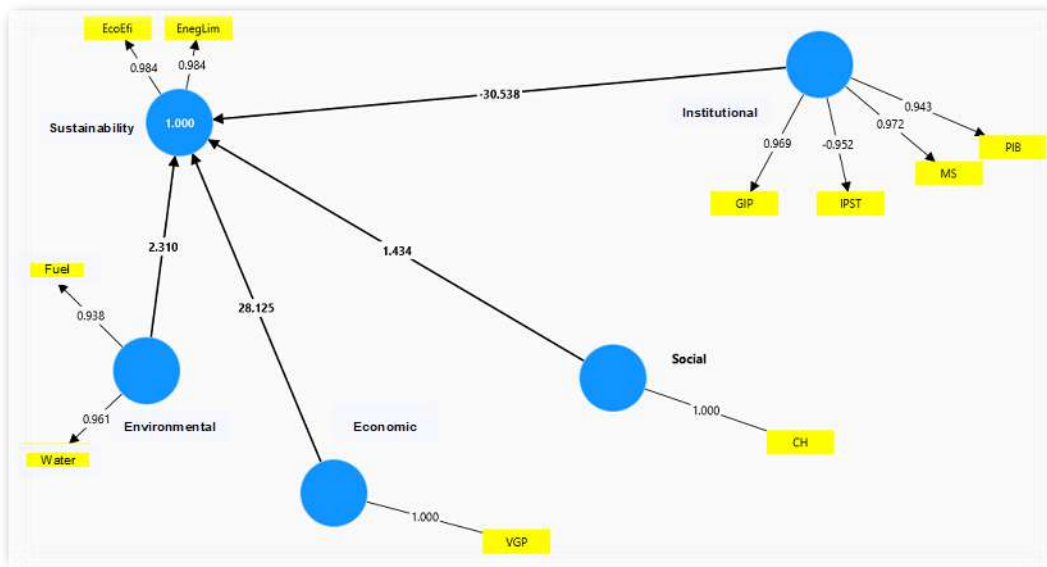 EcoEfi
EnegLim
0.984
0.984
Sustainability
1.000
-30.538
Institutional
0.943
0.972
0.969
-0.952
PIB
MS
GIP
IPST
2.310
1.434
28.125
Fuel
0.938
0.961
Environmental
Water
Economic
1.000
VGP
Social
1.000
CH